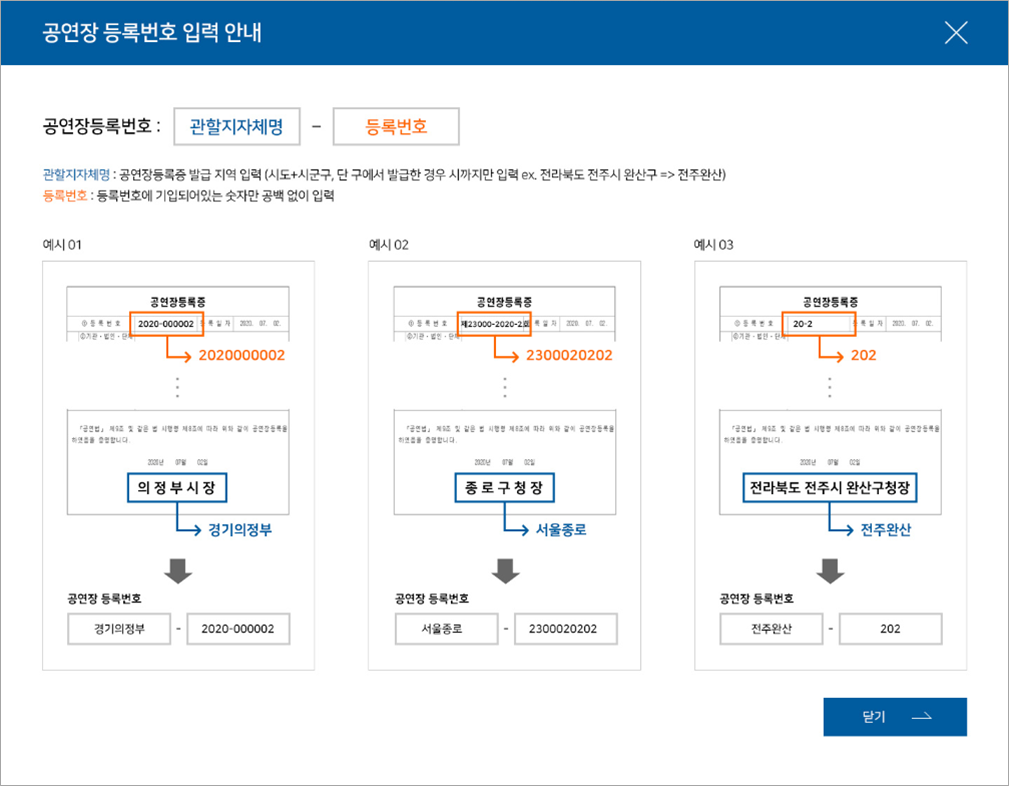 공연장 등록번호 입력 안내
공연장등록번호 : 관할지자체명 - 등록번호
관할지자체명 : 공연장등록증 발급 지역 입력 (시도+시군구, 단 구에서 발급한 경우 시까지만 입력 ex. 전라북도 전주시 완산구 => 전주완산)
등록번호 : 등록번호에 기입되어있는 숫자만 공백 없이 입력
예시 01
공연장등록증
①등록번호 2020-000002 등록일자 2020. 07. 02.
②기관·법인·단체
2020000002
「공연법」 제9조 및 같은 법 시행령 제8조에 따라 위와 같이 공연장등록을
하였음을 증명합니다.
2020년 07월 02일
의정부시장
경기의정부
공연장 등록번호
경기의정부 - 2020-000002
예시 02
공연장등록증
①등록번호 제23000-2020-2호 등록일자 2020. 07. 02.
②기관·법인·단체
2300020202
「공연법」 제9조 및 같은 법 시행령 제8조에 따라 위와 같이 공연장등록을
하였음을 증명합니다.
2020년 07월 02일
종로구청장
서울종로
공연장 등록번호
서울종로 - 2300020202
예시 03
공연장등록증
①등록번호 20-2 등록일자 2020. 07. 02.
②기관·법인·단체
202
「공연법」 제9조 및 같은 법 시행령 제8조에 따라 위와 같이 공연장등록을
하였음을 증명합니다.
2020년 07월 02일
전라북도 전주시 완산구청장
전주완산
공연장 등록번호
전주완산 - 202
닫기